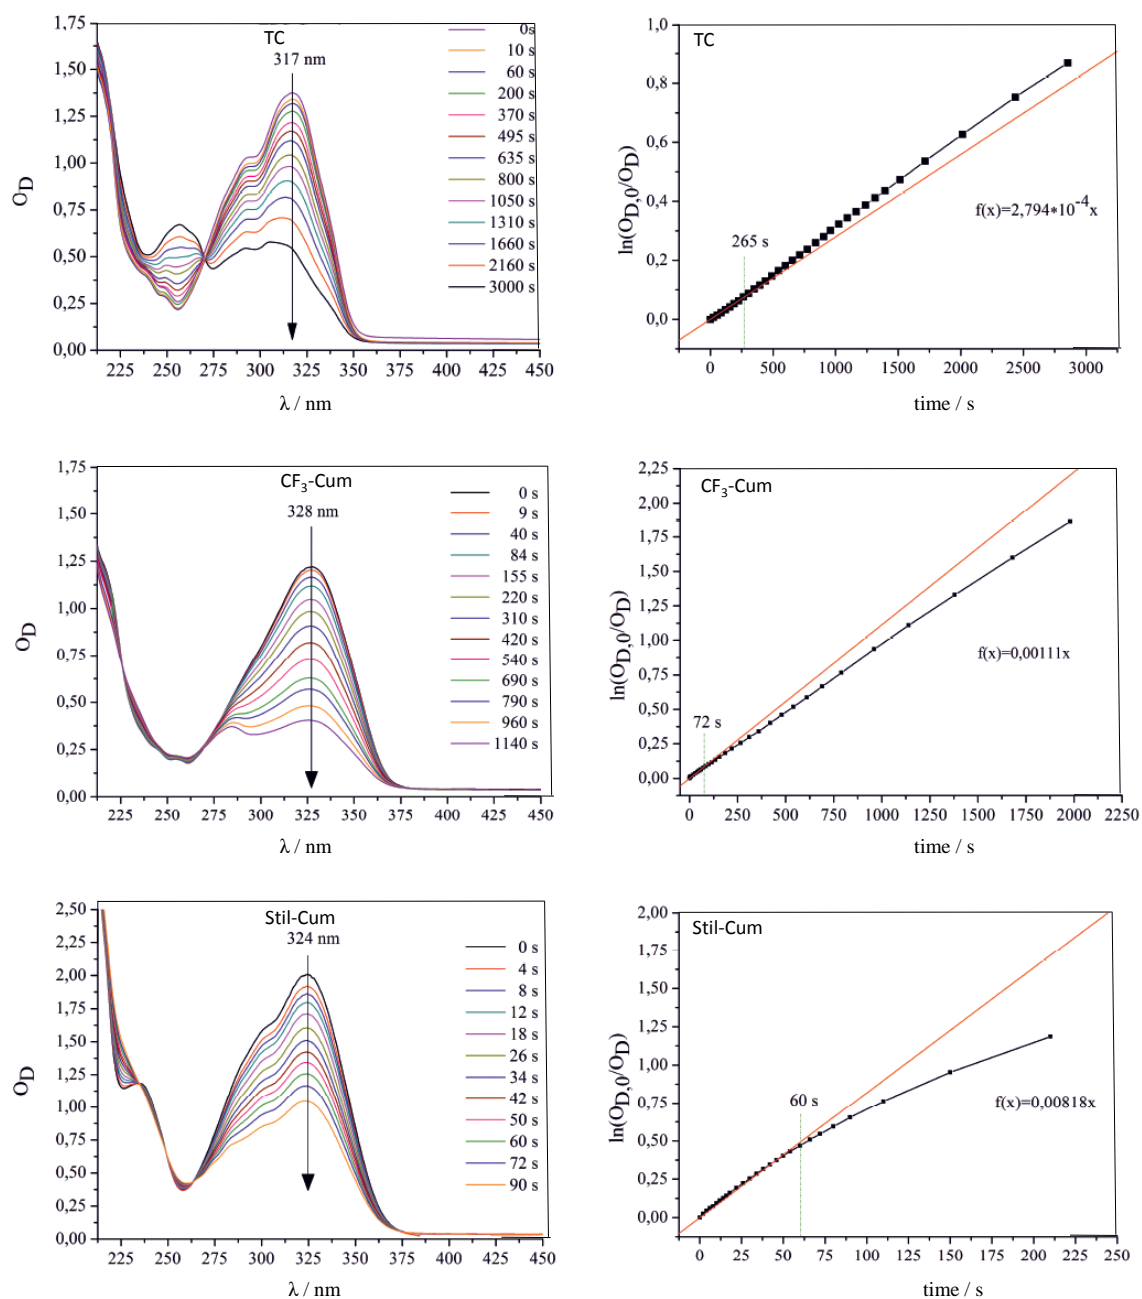 TC
317 nm
1,75
1,50
1,25
1,00
0,75
0,50
0,25
0,00
O_D
0s
10 s
60 s
200 s
370 s
495 s
635 s
800 s
1050 s
1310 s
1660 s
2160 s
3000 s
225 250 275 300 325 350 375 400 425 450
λ / nm
TC
1,0
0,8
0,6
0,4
0,2
0,0
ln(O_D,0/O_D)
265 s
f(x)=2,794*10^-4x
0 500 1000 1500 2000 2500 3000
time / s
CF₃-Cum
328 nm
1,75
1,50
1,25
1,00
0,75
0,50
0,25
0,00
O_D
0 s
9 s
40 s
84 s
155 s
220 s
310 s
420 s
540 s
690 s
790 s
960 s
1140 s
225 250 275 300 325 350 375 400 425 450
λ / nm
CF₃-Cum
2,25
2,00
1,75
1,50
1,25
1,00
0,75
0,50
0,25
0,00
ln(O_D,0/O_D)
72 s
f(x)=0,00111x
0 250 500 750 1000 1250 1500 1750 2000 2250
time / s
Stil-Cum
324 nm
2,50
2,25
2,00
1,75
1,50
1,25
1,00
0,75
0,50
0,25
0,00
O_D
0 s
4 s
8 s
12 s
18 s
26 s
34 s
42 s
50 s
60 s
72 s
90 s
225 250 275 300 325 350 375 400 425 450
λ / nm
Stil-Cum
2,00
1,75
1,50
1,25
1,00
0,75
0,50
0,25
0,00
ln(O_D,0/O_D)
60 s
f(x)=0,00818x
0 25 50 75 100 125 150 175 200 225 250
time / s